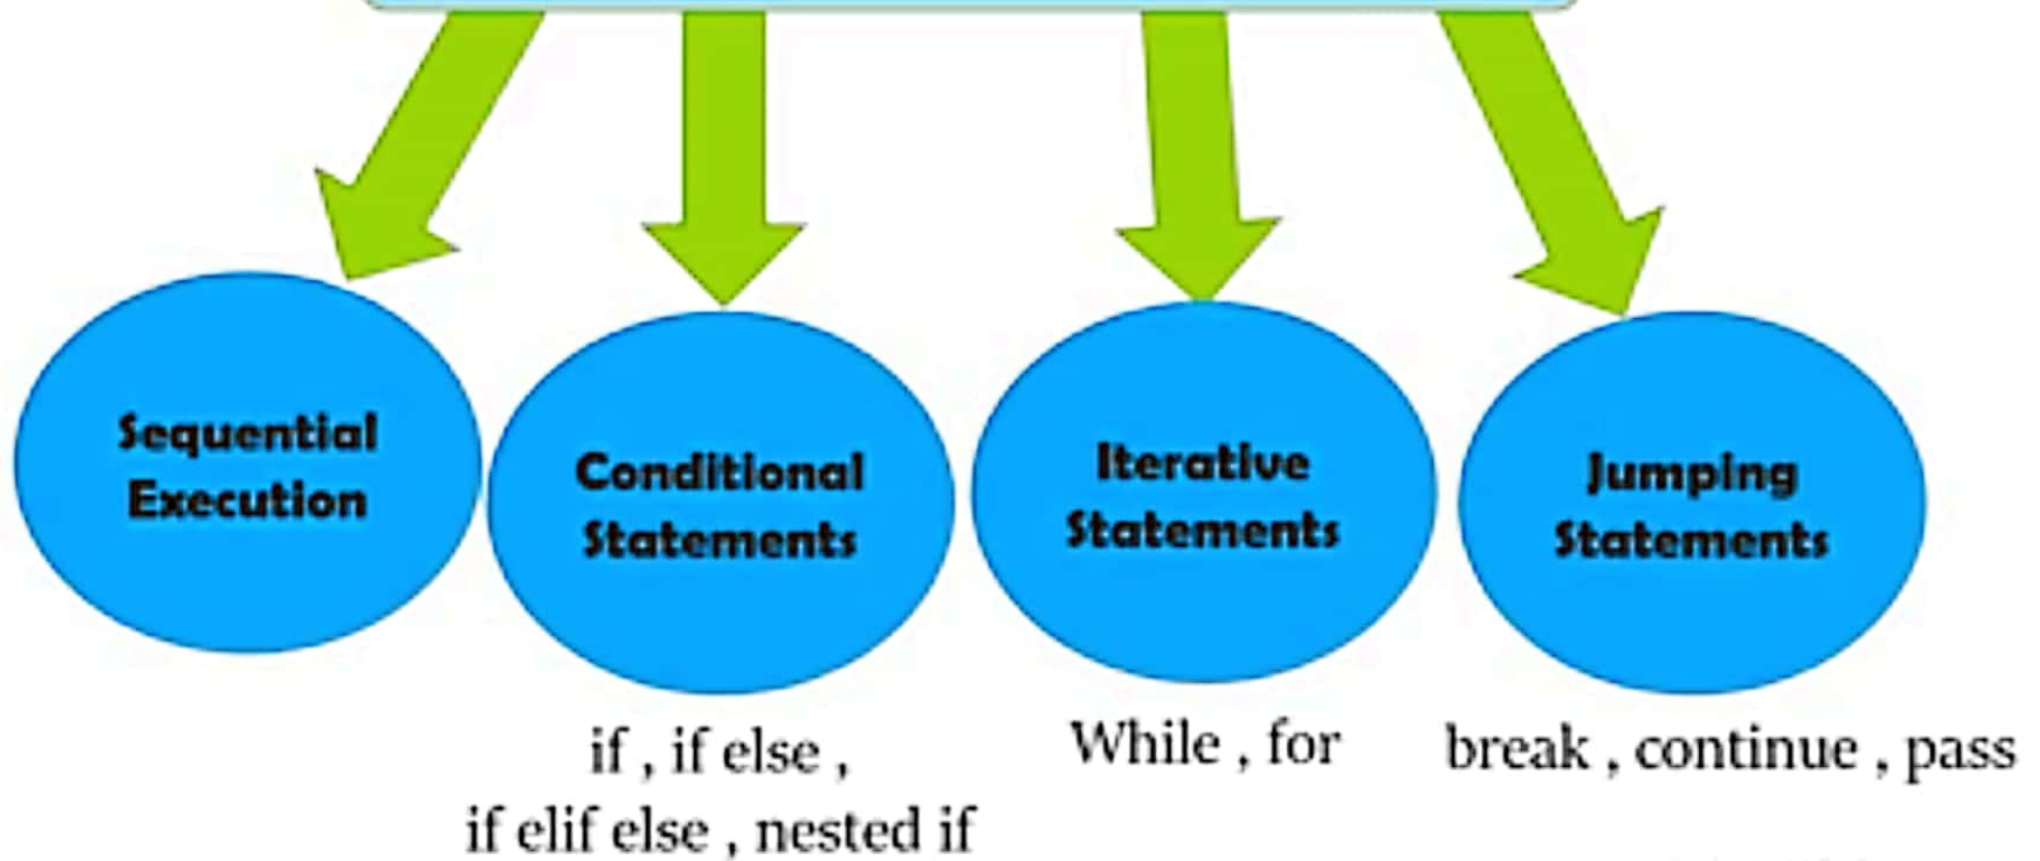 Sequential
Execution
Conditional
Statements
Iterative
Statements
Jumping
Statements
if , if else ,
if elif else , nested if
While , for
break , continue , pass